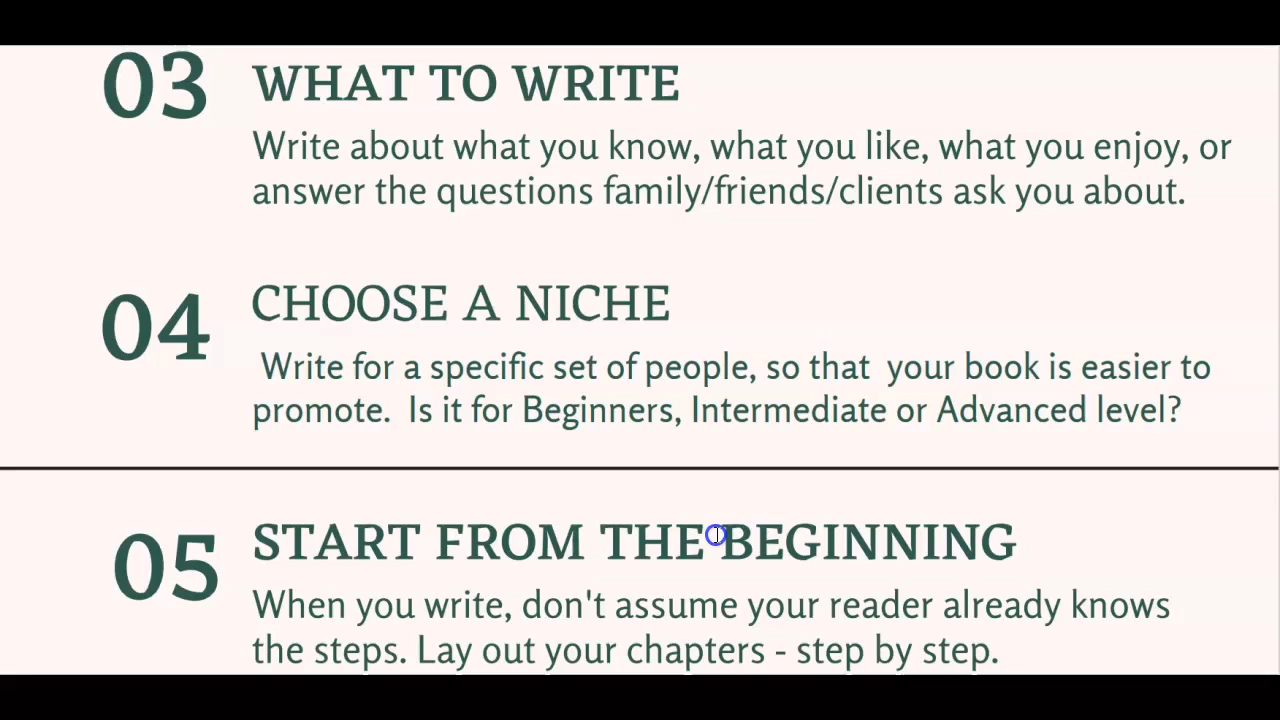 03 WHAT TO WRITE
Write about what you know, what you like, what you enjoy, or
answer the questions family/friends/clients ask you about.
04 CHOOSE A NICHE
Write for a specific set of people, so that your book is easier to
promote. Is it for Beginners, Intermediate or Advanced level?
05 START FROM THE BEGINNING
When you write, don't assume your reader already knows
the steps. Lay out your chapters - step by step.